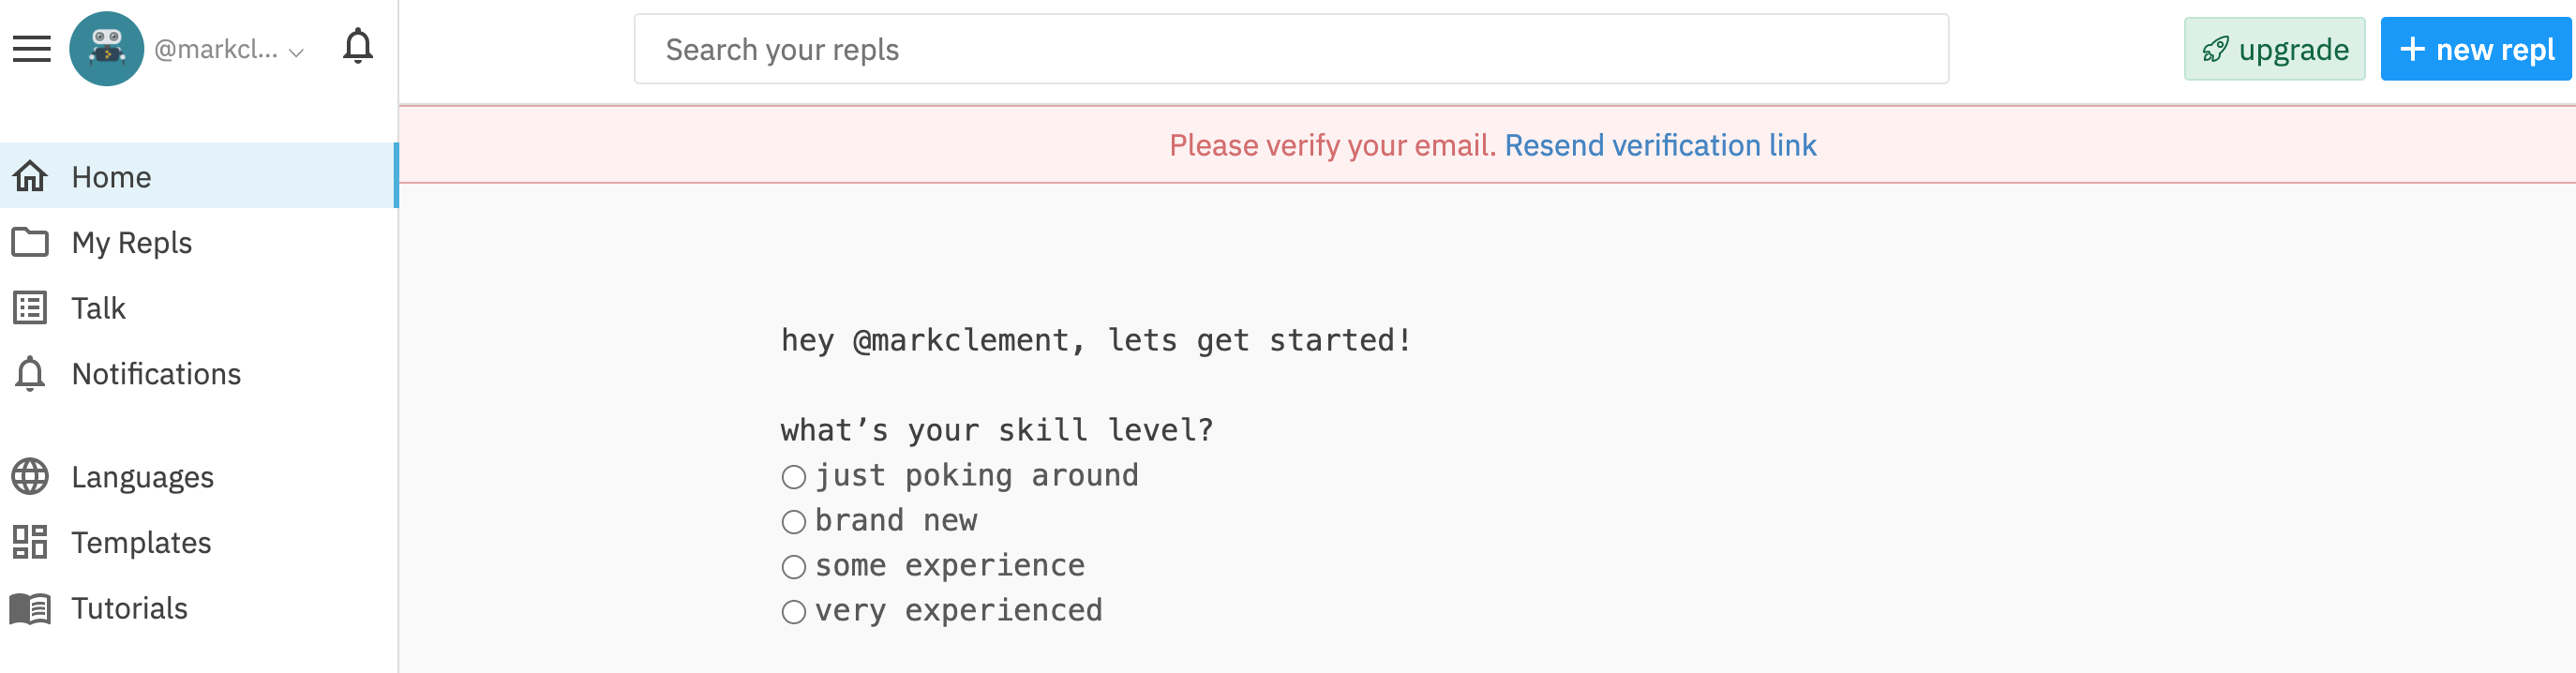 @markcl...
Search your repls
upgrade
+ new repl
Please verify your email. Resend verification link
Home
My Repls
Talk
Notifications
Languages
Templates
Tutorials
hey @markclement, lets get started!
what’s your skill level?
just poking around
brand new
some experience
very experienced